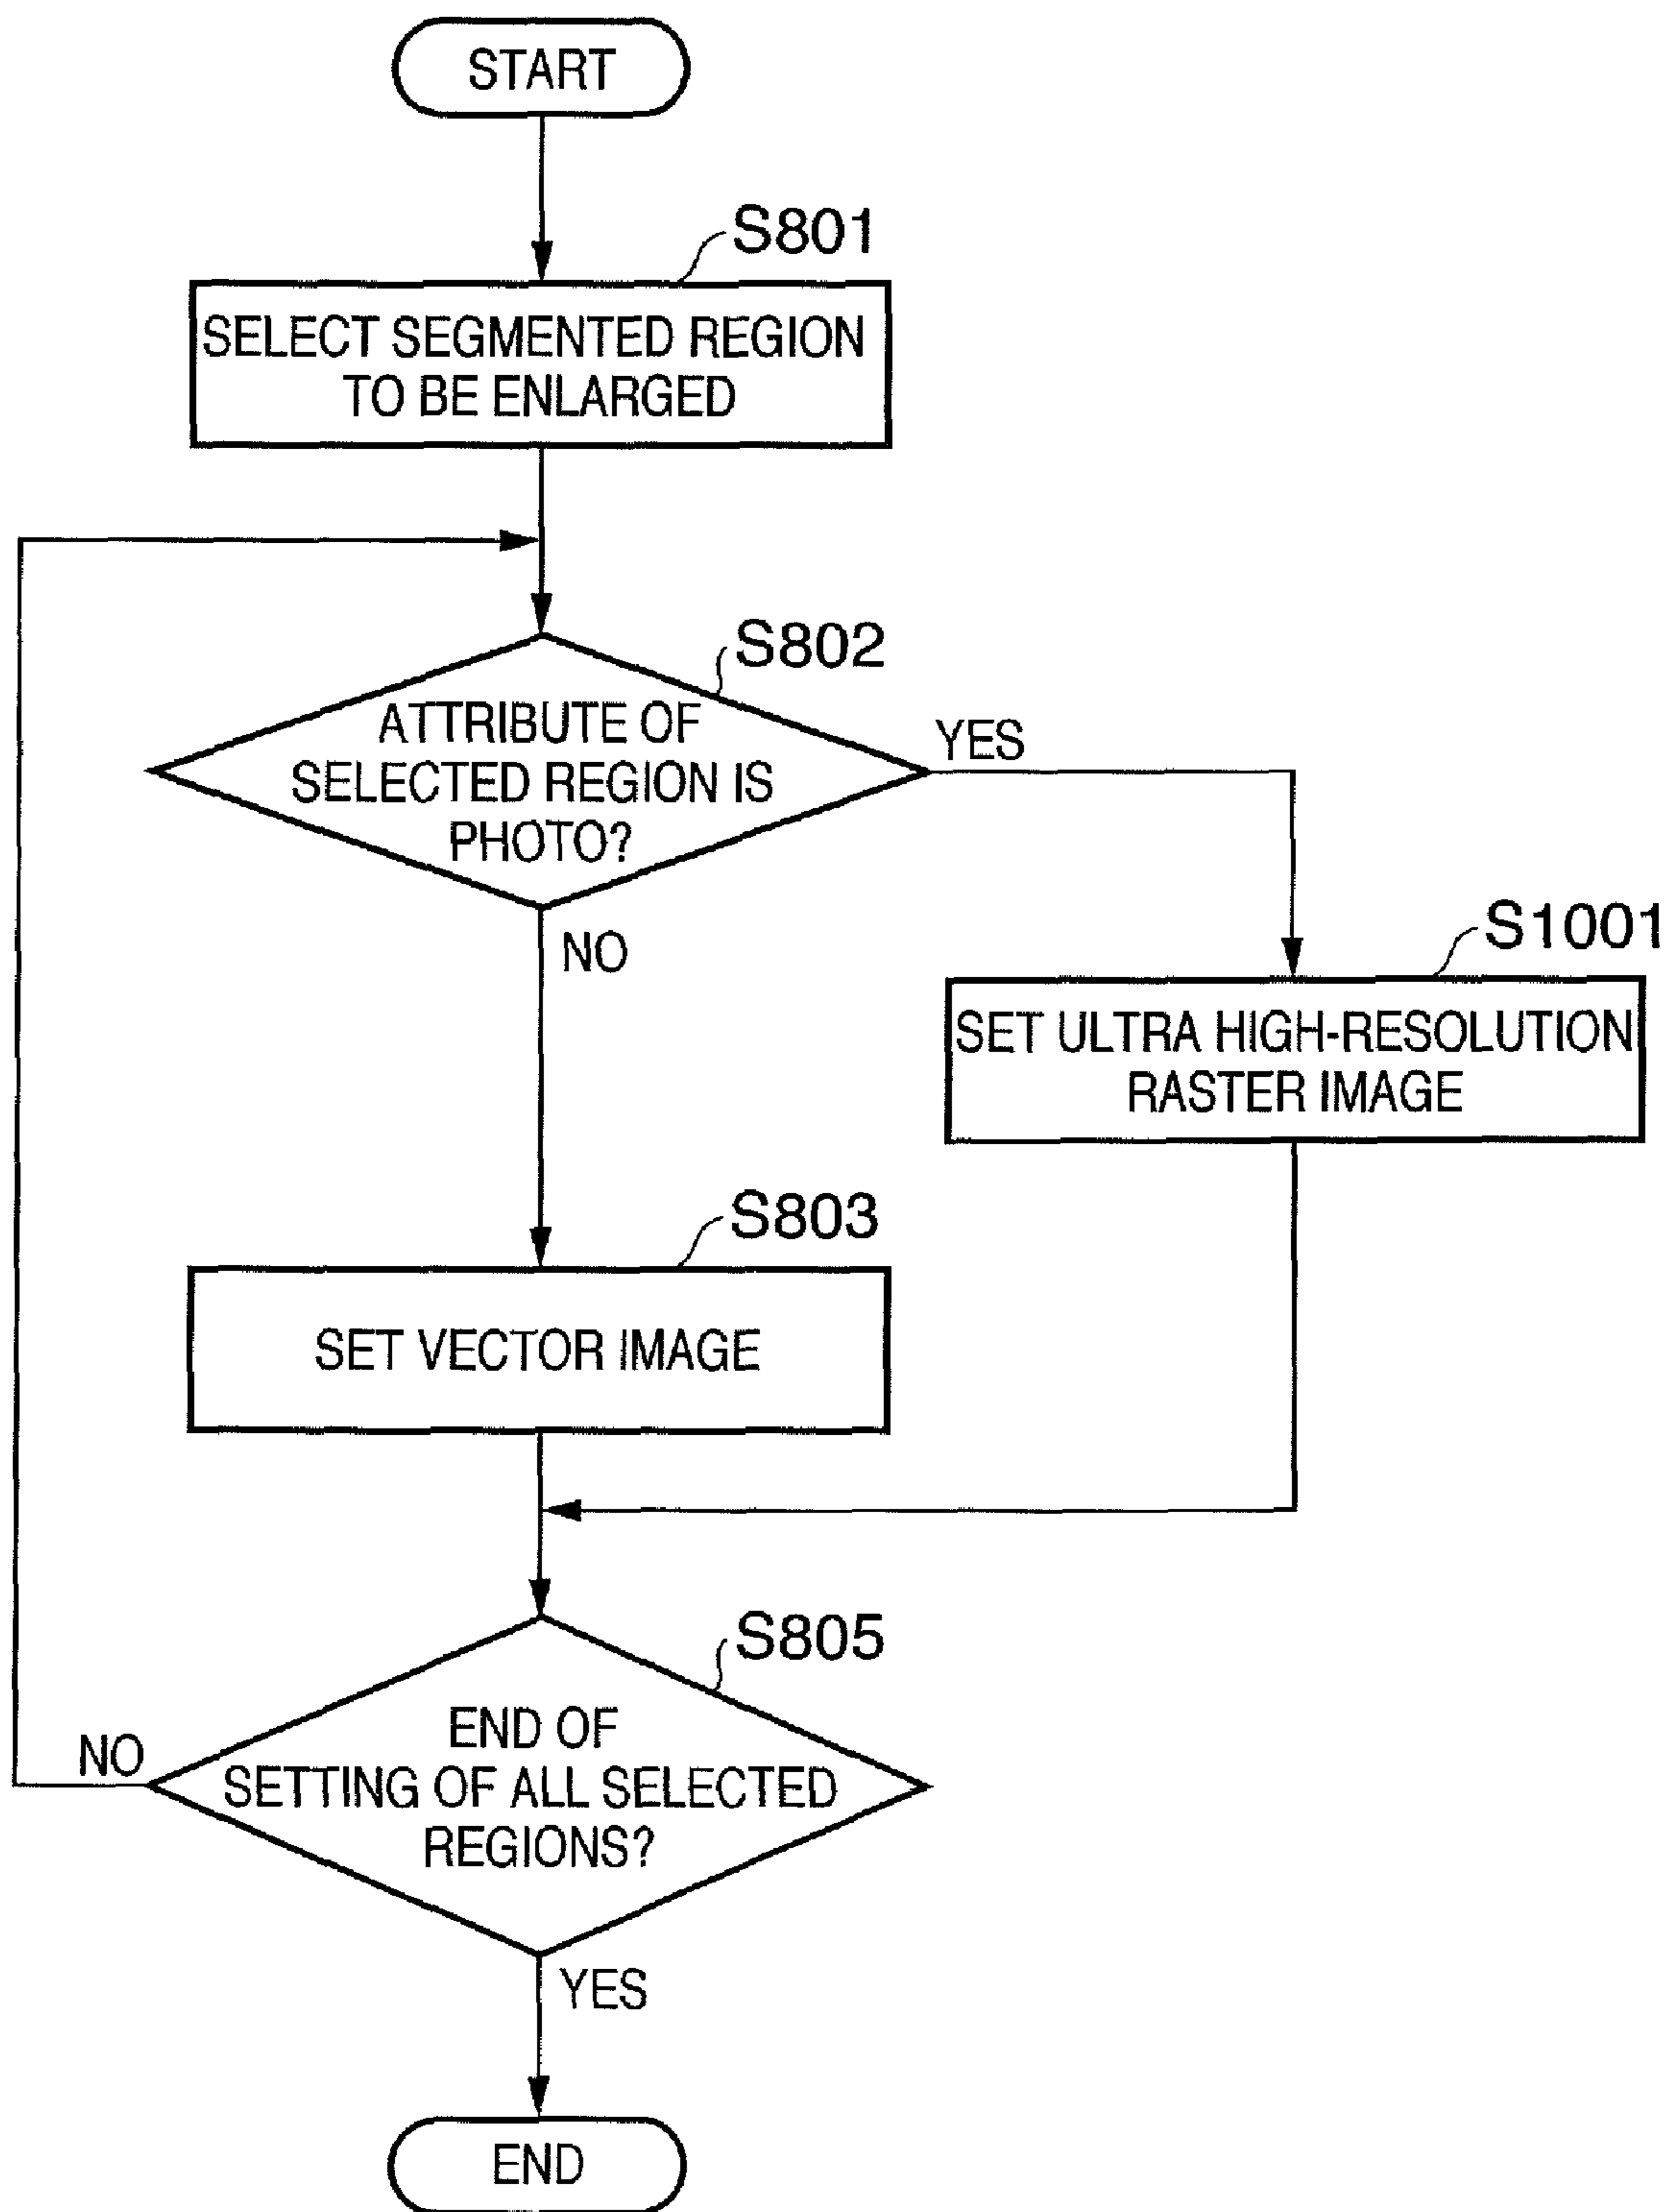 START
S801
SELECT SEGMENTED REGION
TO BE ENLARGED
S802
ATTRIBUTE OF
SELECTED REGION IS
PHOTO?
YES
NO
S1001
SET ULTRA HIGH-RESOLUTION
RASTER IMAGE
S803
SET VECTOR IMAGE
S805
END OF
SETTING OF ALL SELECTED
REGIONS?
NO
YES
END